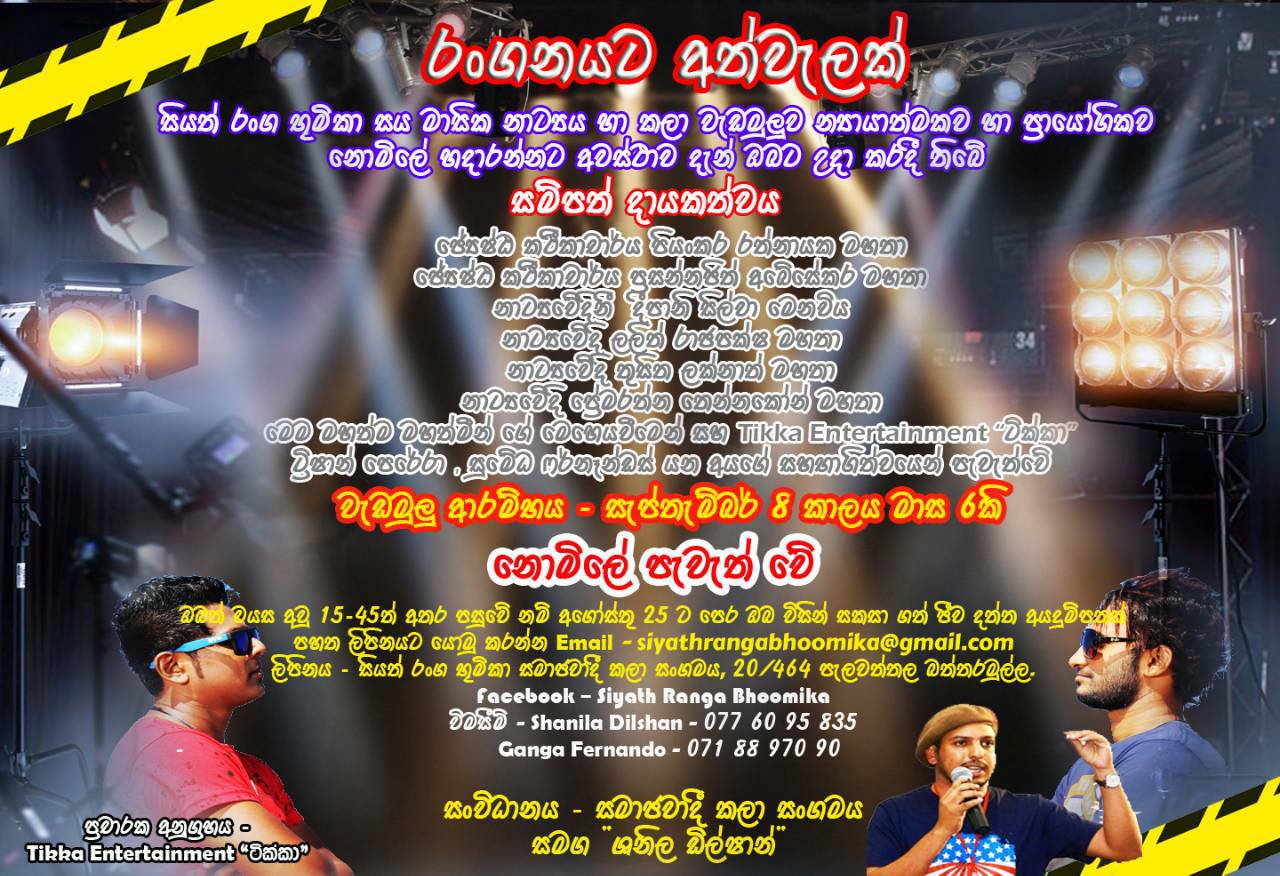 රංගනයට අත්වැලක්
සියත් රංග භූමිකා සය මාසික නාට්‍යය හා කලා වැඩමුලුව න්‍යායාත්මකව හා ප්‍රායෝගිකව
නොමිලේ හදාරන්නට අවස්ථාව දැන් ඔබට උදා කරදී තිබේ
සම්පත් දායකත්වය
ජේ‍යෂ්ඨ කථිකාචාර්ය පියංකර රත්නායක මහතා
ජේ‍යෂ්ඨ කථිකාචාර්ය ප්‍රසන්නජිත් අබේසේකර මහතා
නාට්‍යවේදිනී දීපානි සිල්වා මෙනවිය
නාට්‍යවේදි ලලිත් රාජපක්ෂ මහතා
නාට්‍යවේදි තුසිත ලක්නාත් මහතා
නාට්‍යවේදි ප්‍රේමරත්න තෙන්නකෝන් මහතා
මෙම මහත්ම මහත්මීන් ගේ මෙහෙයවීමෙන් සහ Tikka Entertainment “ටික්කා”
ට්‍රිෂාන් පෙරේරා , සුමේධ ෆර්නෑන්ඩස් යන අයගේ සහභාගිත්වයෙන් පැවැත්වේ
වැඩමුලු ආරම්භය - සැප්තැම්බර් 8 කාලය මාස 6කි
නොමිලේ පැවැත් වේ
ඔබත් වයස අවු 15-45ත් අතර පසුවේ නම් අගෝස්තු 25 ට පෙර ඔබ විසින් සකසා ගත් ජීව දත්ත අයදුම්පතක්
පහත ලිපිනයට යොමු කරන්න Email - siyathrangabhoomika@gmail.com
ලිපිනය - සියත් රංග භූමිකා සමාජවාදී කලා සංගමය, 20/464 පැලවත්තල බත්තරමුල්ල.
Facebook – Siyath Ranga Bhoomika
විමසීම් - Shanila Dilshan - 077 60 95 835
Ganga Fernando - 071 88 970 90
සංවිධානය - සමාජවාදී කලා සංගමය
සමග "ශනිල ඩිල්ෂාන්"
ප්‍රචාරක අනුග්‍රහය -
Tikka Entertainment “ටික්කා”
34